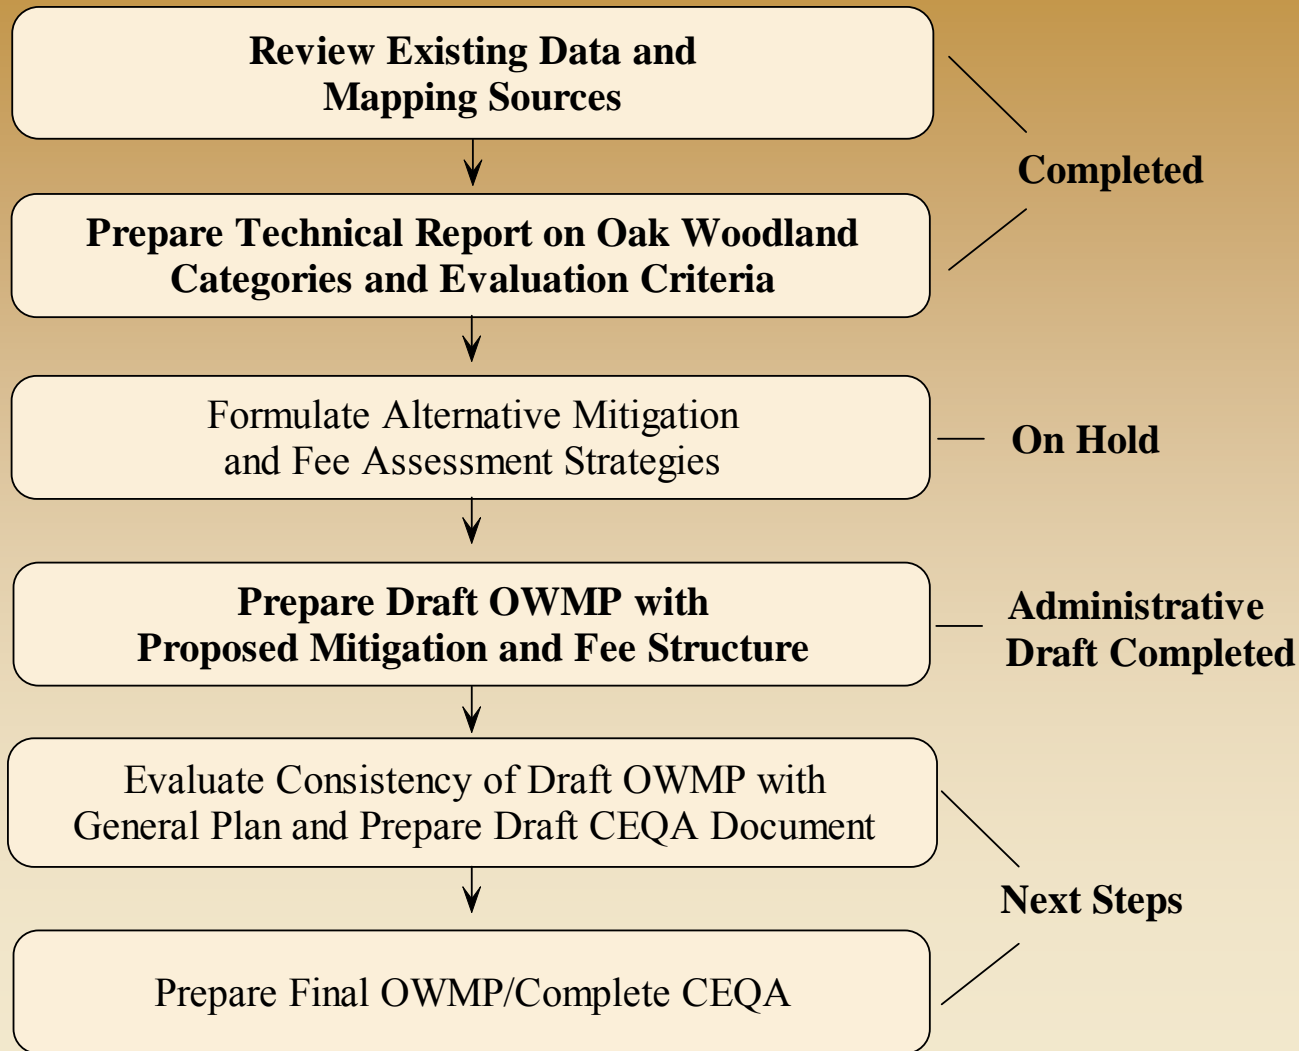 Review Existing Data and
Mapping Sources
Completed
Prepare Technical Report on Oak Woodland
Categories and Evaluation Criteria
Formulate Alternative Mitigation
and Fee Assessment Strategies
On Hold
Prepare Draft OWMP with
Proposed Mitigation and Fee Structure
Administrative
Draft Completed
Evaluate Consistency of Draft OWMP with
General Plan and Prepare Draft CEQA Document
Next Steps
Prepare Final OWMP/Complete CEQA